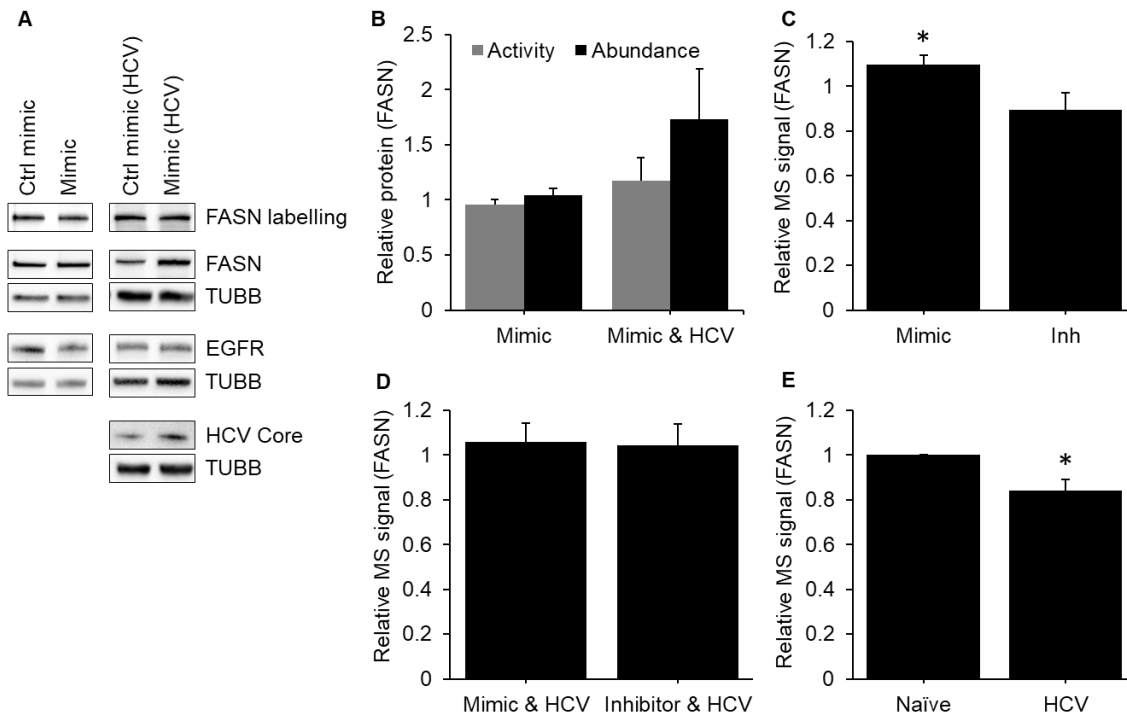 A
Ctrl mimic
Mimic
Ctrl mimic (HCV)
Mimic (HCV)
FASN labelling
FASN
TUBB
EGFR
TUBB
HCV Core
TUBB
B
Activity Abundance
Relative protein (FASN)
2.5
2
1.5
1
0.5
0
Mimic Mimic & HCV
C
Relative MS signal (FASN)
1.2
1
0.8
0.6
0.4
0.2
0
*
Mimic Inh
D
Relative MS signal (FASN)
1.2
1
0.8
0.6
0.4
0.2
0
Mimic & HCV Inhibitor & HCV
E
Relative MS signal (FASN)
1.2
1
0.8
0.6
0.4
0.2
0
*
Naïve HCV